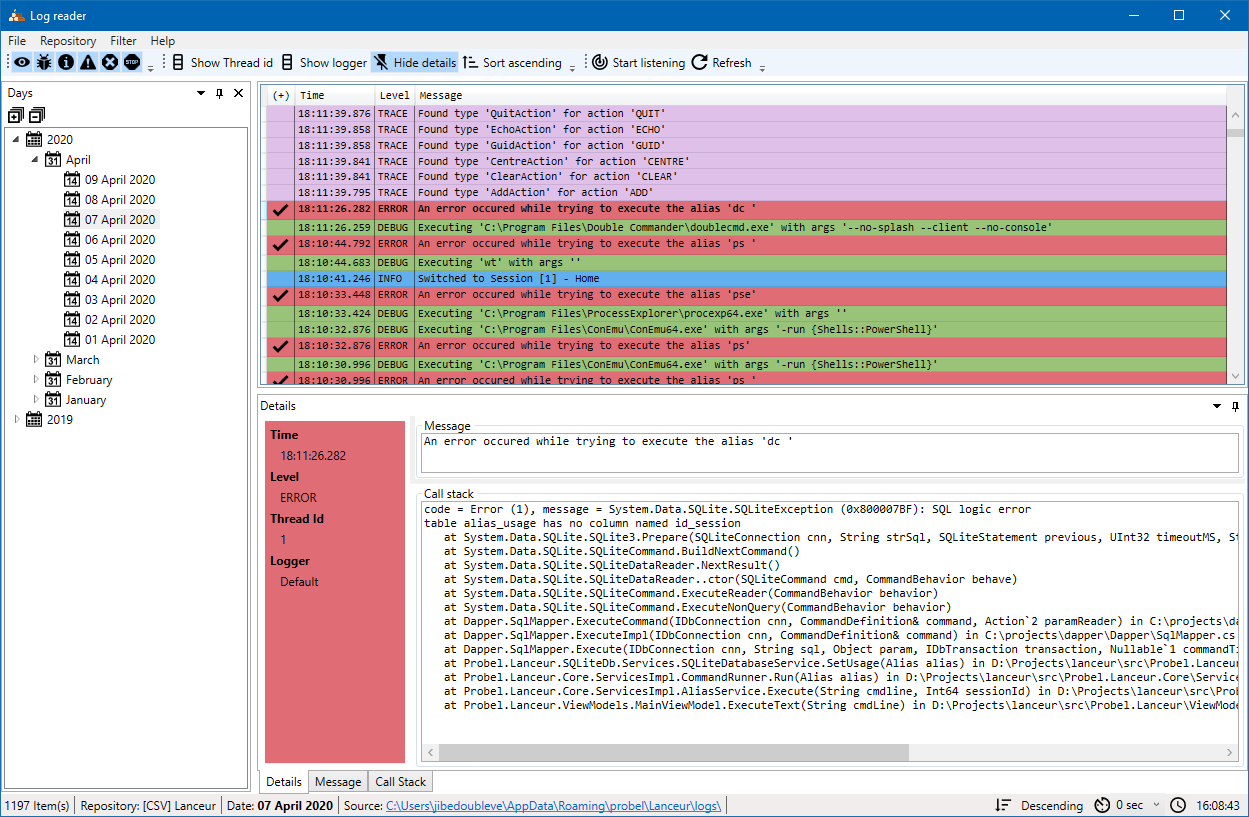 Log reader
File Repository Filter Help
STOP Show Thread id Show logger Hide details Sort ascending Start listening Refresh
Days
2020
31 April
14 09 April 2020
14 08 April 2020
14 07 April 2020
14 06 April 2020
14 05 April 2020
14 04 April 2020
14 03 April 2020
14 02 April 2020
14 01 April 2020
31 March
31 February
31 January
2019
(+) Time Level Message
18:11:39.876 TRACE Found type 'QuitAction' for action 'QUIT'
18:11:39.858 TRACE Found type 'EchoAction' for action 'ECHO'
18:11:39.858 TRACE Found type 'GuidAction' for action 'GUID'
18:11:39.841 TRACE Found type 'CentreAction' for action 'CENTRE'
18:11:39.841 TRACE Found type 'ClearAction' for action 'CLEAR'
18:11:39.795 TRACE Found type 'AddAction' for action 'ADD'
18:11:26.282 ERROR An error occured while trying to execute the alias 'dc '
18:11:26.259 DEBUG Executing 'C:\Program Files\Double Commander\doublecmd.exe' with args '--no-splash --client --no-console'
18:10:44.792 ERROR An error occured while trying to execute the alias 'ps '
18:10:44.683 DEBUG Executing 'wt' with args ''
18:10:41.246 INFO Switched to Session [1] - Home
18:10:33.448 ERROR An error occured while trying to execute the alias 'pse'
18:10:33.424 DEBUG Executing 'C:\Program Files\ProcessExplorer\procexp64.exe' with args ''
18:10:32.876 DEBUG Executing 'C:\Program Files\ConEmu\ConEmu64.exe' with args '-run {Shells::PowerShell}'
18:10:32.876 ERROR An error occured while trying to execute the alias 'ps'
18:10:30.996 DEBUG Executing 'C:\Program Files\ConEmu\ConEmu64.exe' with args '-run {Shells::PowerShell}'
18:10:30.996 ERROR An error occured while trying to execute the alias 'ps '
Details
Time
18:11:26.282
Level
ERROR
Thread Id
1
Logger
Default
Message
An error occured while trying to execute the alias 'dc '
Call stack
code = Error (1), message = System.Data.SQLite.SQLiteException (0x800007BF): SQL logic error
table alias_usage has no column named id_session
at System.Data.SQLite.SQLite3.Prepare(SQLiteConnection cnn, String strSql, SQLiteStatement previous, UInt32 timeoutMS, St
at System.Data.SQLite.SQLiteCommand.BuildNextCommand()
at System.Data.SQLite.SQLiteDataReader.NextResult()
at System.Data.SQLite.SQLiteDataReader..ctor(SQLiteCommand cmd, CommandBehavior behave)
at System.Data.SQLite.SQLiteCommand.ExecuteReader(CommandBehavior behavior)
at System.Data.SQLite.SQLiteCommand.ExecuteNonQuery(CommandBehavior behavior)
at Dapper.SqlMapper.ExecuteCommand(IDbConnection cnn, CommandDefinition& command, Action`2 paramReader) in C:\projects\da
at Dapper.SqlMapper.ExecuteImpl(IDbConnection cnn, CommandDefinition& command) in C:\projects\dapper\Dapper\SqlMapper.cs
at Dapper.SqlMapper.Execute(IDbConnection cnn, String sql, Object param, IDbTransaction transaction, Nullable`1 commandTi
at Probel.Lanceur.SQLiteDb.Services.SQLiteDatabaseService.SetUsage(Alias alias) in D:\Projects\lanceur\src\Probel.Lanceur
at Probel.Lanceur.Core.ServicesImpl.CommandRunner.Run(Alias alias) in D:\Projects\lanceur\src\Probel.Lanceur.Core\Service
at Probel.Lanceur.Core.ServicesImpl.AliasService.Execute(String cmdline, Int64 sessionId) in D:\Projects\lanceur\src\Prob
at Probel.Lanceur.ViewModels.MainViewModel.ExecuteText(String cmdLine) in D:\Projects\lanceur\src\Probel.Lanceur\ViewMode
Details Message Call Stack
1197 Item(s) Repository: [CSV] Lanceur Date: 07 April 2020 Source: C:\Users\jibedoubleve\AppData\Roaming\probel\Lanceur\logs\ Descending 0 sec 16:08:43